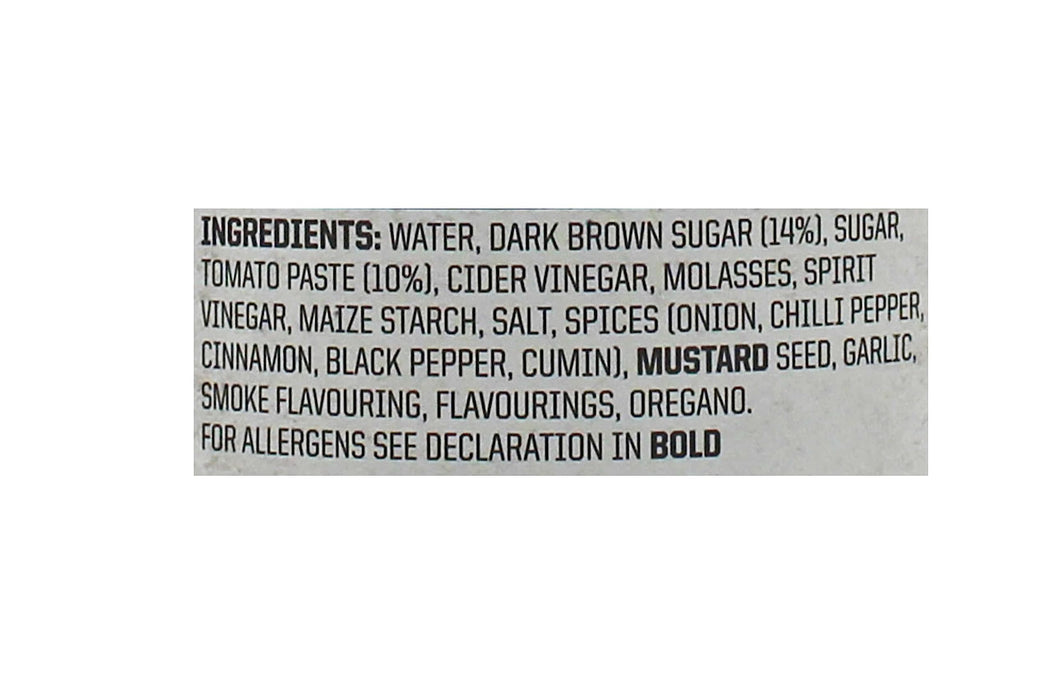 INGREDIENTS: WATER, DARK BROWN SUGAR (14%), SUGAR,
TOMATO PASTE (10%), CIDER VINEGAR, MOLASSES, SPIRIT
VINEGAR, MAIZE STARCH, SALT, SPICES (ONION, CHILLI PEPPER,
CINNAMON, BLACK PEPPER, CUMIN), MUSTARD SEED, GARLIC,
SMOKE FLAVOURING, FLAVOURINGS, OREGANO.
FOR ALLERGENS SEE DECLARATION IN BOLD